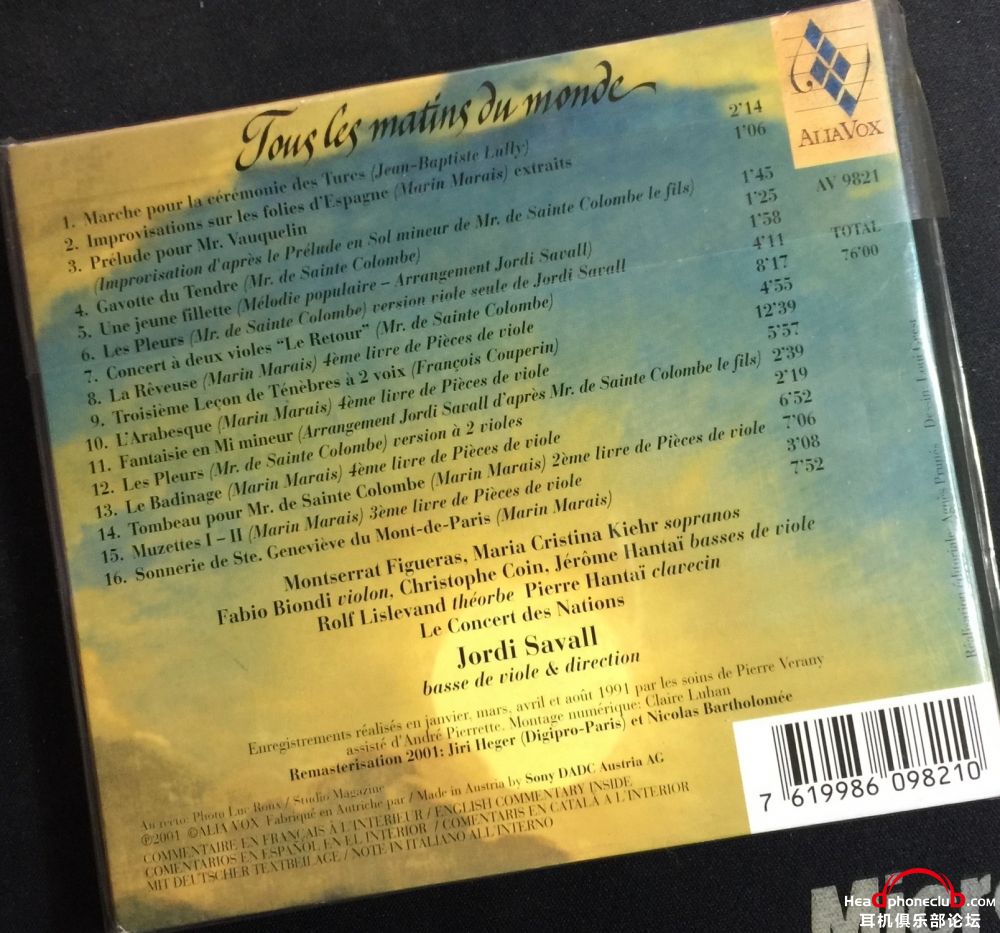 Tous les matins du monde
ALIAVOX
AV 9821
TOTAL
76'00
1. Marche pour la cérémonie des Turcs (Jean-Baptiste Lully) 2'14
2. Improvisations sur les folies d'Espagne (Marin Marais) extraits 1'06
3. Prélude pour Mr. Vauquelin
(Improvisation d'après le Prélude en Sol mineur de Mr. de Sainte Colombe le fils) 1'45
4. Gavotte du Tendre (Mr. de Sainte Colombe) 1'25
5. Une jeune fillette (Mélodie populaire – Arrangement Jordi Savall) 1'58
6. Les Pleurs (Mr. de Sainte Colombe) version viole seule de Jordi Savall 4'11
7. Concert à deux violes “Le Retour” (Mr. de Sainte Colombe) 8'17
8. La Rêveuse (Marin Marais) 4ème livre de Pièces de viole 4'55
9. Troisième Leçon de Ténèbres à 2 voix (François Couperin) 12'39
10. L'Arabesque (Marin Marais) 4ème livre de Pièces de viole 5'57
11. Fantaisie en Mi mineur (Arrangement Jordi Savall d'après Mr. de Sainte Colombe le fils) 2'39
12. Les Pleurs (Mr. de Sainte Colombe) version à 2 violes 2'19
13. Le Badinage (Marin Marais) 4ème livre de Pièces de viole 6'52
14. Tombeau pour Mr. de Sainte Colombe (Marin Marais) 2ème livre de Pièces de viole 7'06
15. Muzettes I – II (Marin Marais) 3ème livre de Pièces de viole 3'08
16. Sonnerie de Ste. Geneviève du Mont-de-Paris (Marin Marais) 7'52
Montserrat Figueras, Maria Cristina Kiehr sopranos
Fabio Biondi violon, Christophe Coin, Jérôme Hantaï basses de viole
Rolf Lislevand théorbe Pierre Hantaï clavecin
Le Concert des Nations
Jordi Savall
basse de viole & direction
Enregistrements réalisés en janvier, mars, avril et août 1991 par les soins de Pierre Verany
assisté d'André Pierrette. Montage numérique: Claire Luhan
Remasterisation 2001: Jiri Heger (Digipro-Paris) et Nicolas Bartholomée
Au recto: Photo Luc Roux / Studio Magazine
℗2001 ©ALIA VOX Fabriqué en Autriche par / Made in Austria by Sony DADC Austria AG
COMMENTAIRE EN FRANÇAIS À L'INTÉRIEUR / ENGLISH COMMENTARY INSIDE
COMENTARIOS EN ESPAÑOL EN EL INTERIOR / COMENTARIS EN CATALÀ A L'INTERIOR
MIT DEUTSCHER TEXTBEILAGE / NOTE IN ITALIANO ALL'INTERNO
Réalisation éditoriale Agnès Prunés
7 619986 098210
Micro
Headphoneclub.com
耳机俱乐部论坛